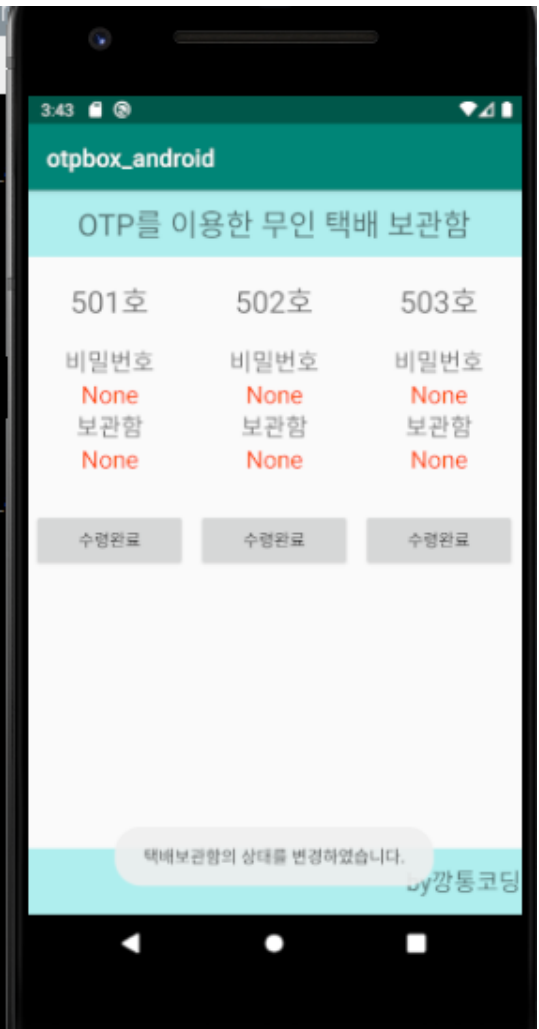 3:43
otpbox_android
OTP를 이용한 무인 택배 보관함
501호 502호 503호
비밀번호 비밀번호 비밀번호
None None None
보관함 보관함 보관함
None None None
수령완료 수령완료 수령완료
택배보관함의 상태를 변경하였습니다.
by깡통코딩